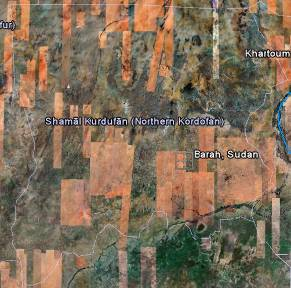 fur)
Khartoum
Shamāl Kurdufān (Northern Kordofan)
Barah, Sudan